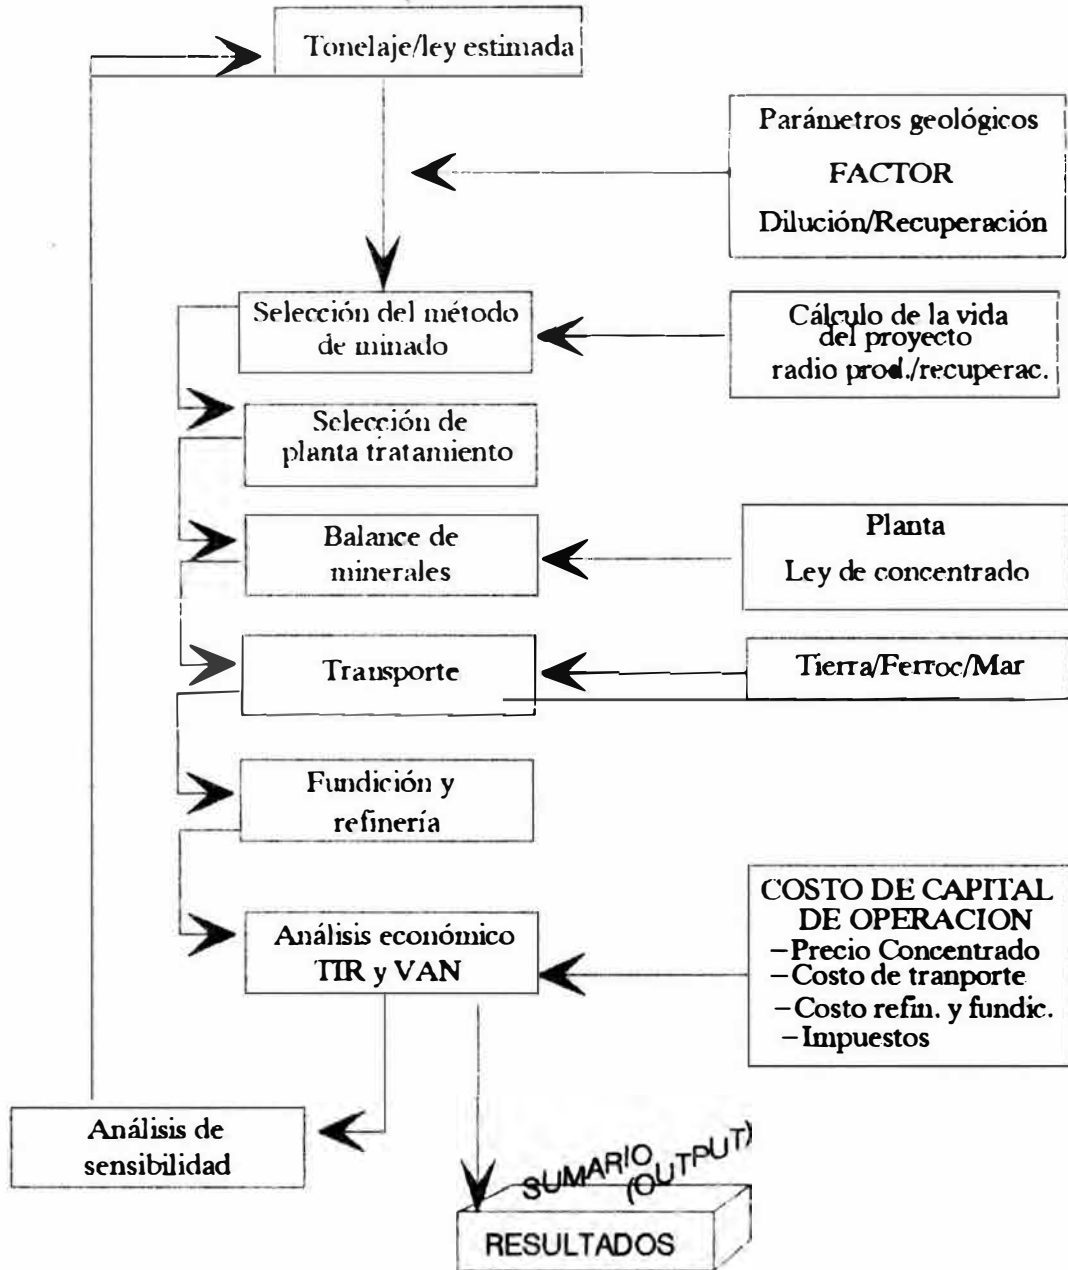 Tonelaje/ley estimada
Parámetros geológicos
FACTOR
Dilución/Recuperación
Selección del método
de minado
Cálculo de la vida
del proyecto
radio prod./recuperac.
Selección de
planta tratamiento
Balance de
minerales
Planta
Ley de concentrado
Transporte
Tierra/Ferroc/Mar
Fundición y
refinería
Análisis económico
TIR y VAN
COSTO DE CAPITAL
DE OPERACION
–Precio Concentrado
–Costo de tranporte
–Costo refin. y fundic.
–Impuestos
Análisis de
sensibilidad
SUMARIO
(OUTPUT)
RESULTADOS